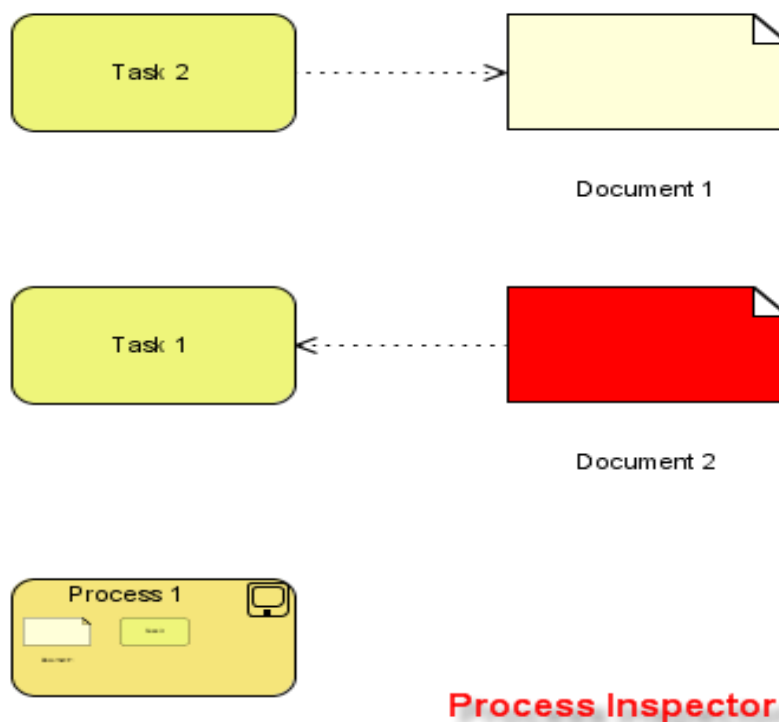 Task 2
Document 1
Task 1
Document 2
Process 1
Process Inspector